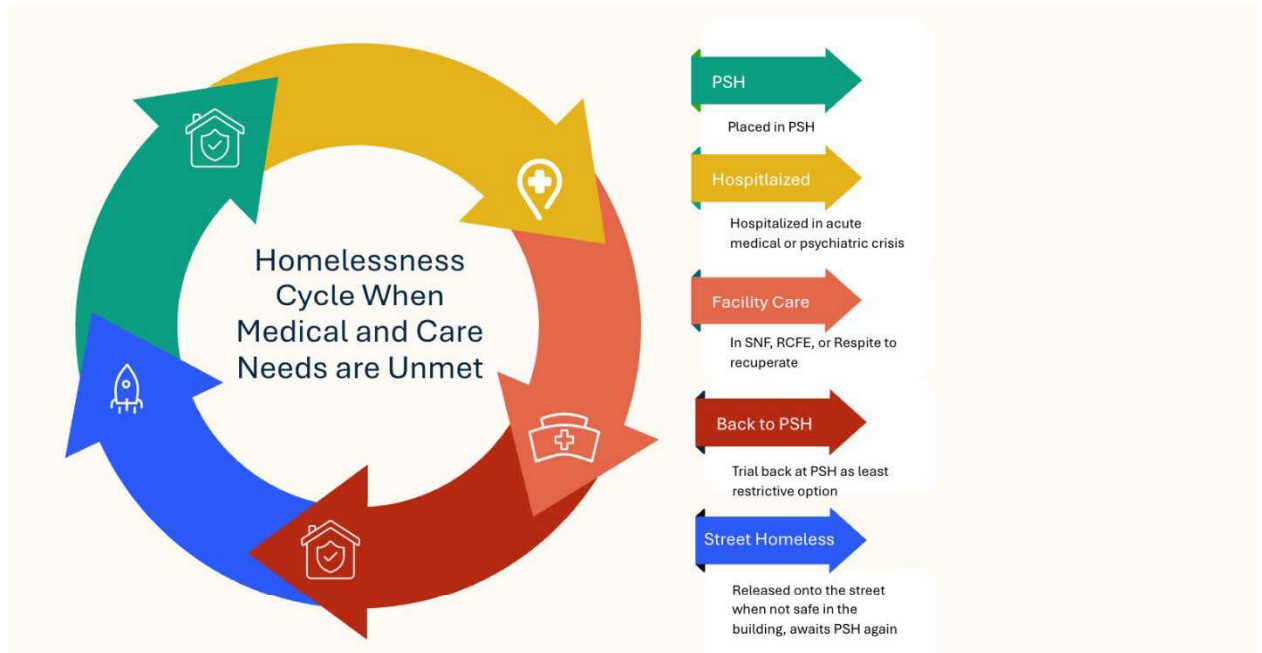 Homelessness
Cycle When
Medical and Care
Needs are Unmet
PSH
Placed in PSH
Hospitlaized
Hospitalized in acute
medical or psychiatric crisis
Facility Care
In SNF, RCFE, or Respite to
recuperate
Back to PSH
Trial back at PSH as least
restrictive option
Street Homeless
Released onto the street
when not safe in the
building, awaits PSH again